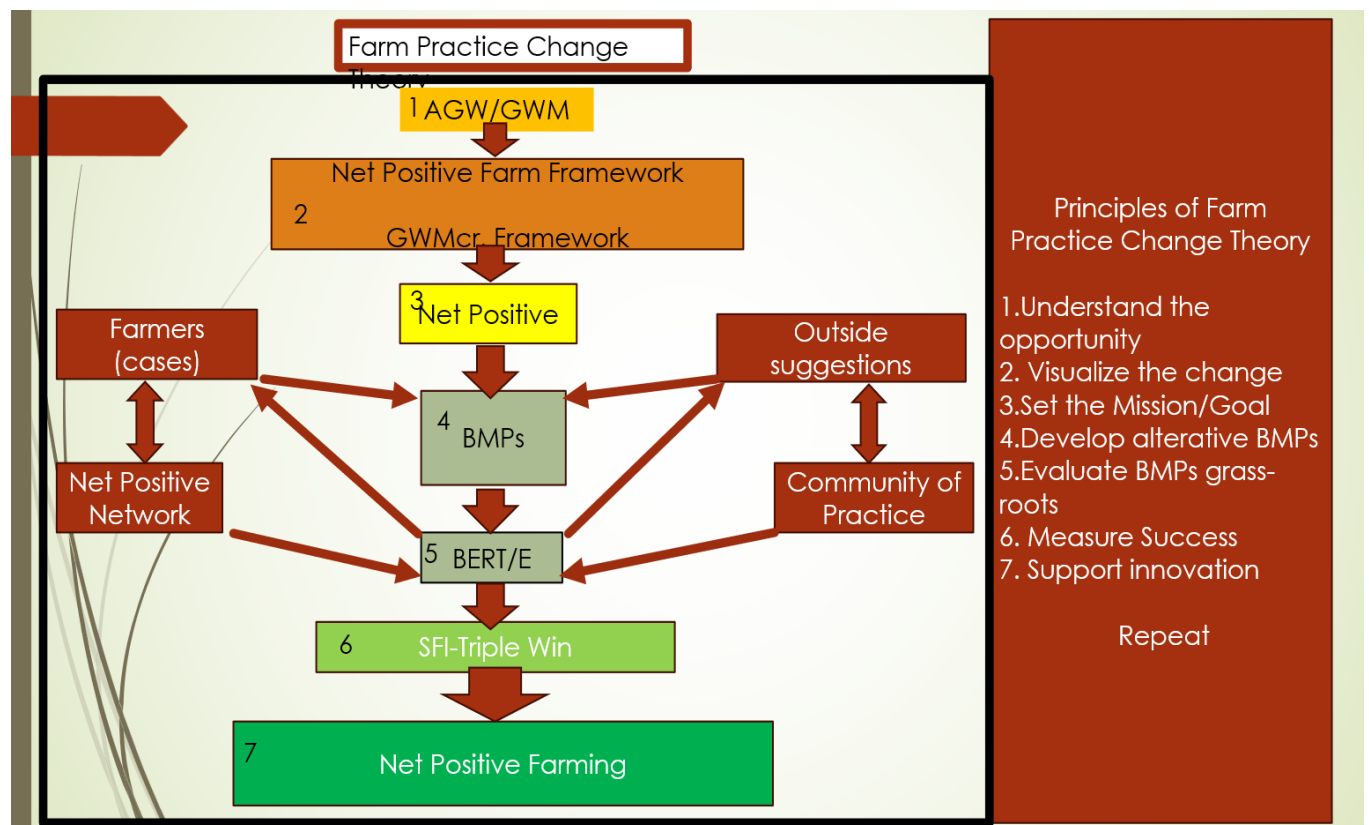 Farm Practice Change
Theory
1 AGW/GWM
Net Positive Farm Framework
2
GWMcr. Framework
3 Net Positive
Farmers
(cases)
Outside
suggestions
4
BMPs
Net Positive
Network
Community of
Practice
5 BERT/E
6 SFI-Triple Win
7
Net Positive Farming
Principles of Farm
Practice Change Theory
1.Understand the
opportunity
2. Visualize the change
3.Set the Mission/Goal
4.Develop alterative BMPs
5.Evaluate BMPs grass-
roots
6. Measure Success
7. Support innovation
Repeat